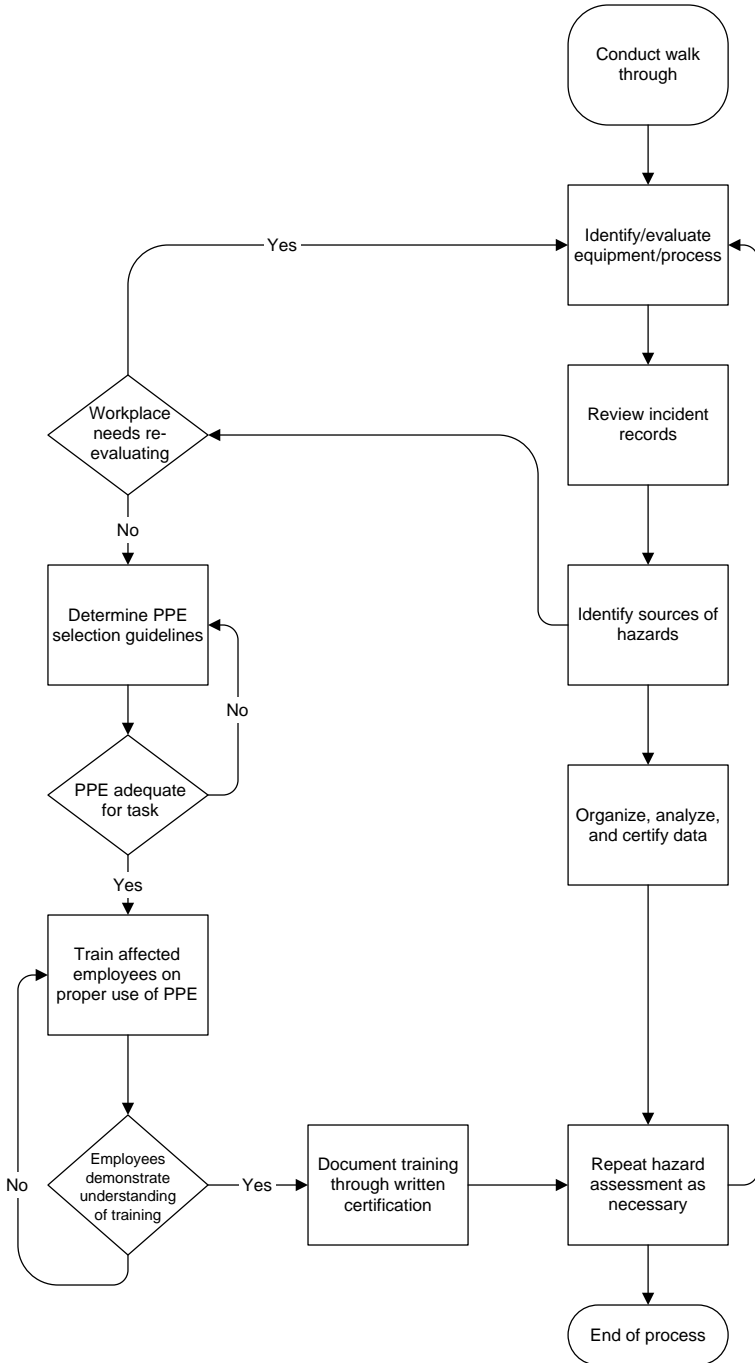 Conduct walk
through
Identify/evaluate
equipment/process
Yes
Workplace
needs re-
evaluating
Review incident
records
No
Determine PPE
selection guidelines
Identify sources of
hazards
No
PPE adequate
for task
Organize, analyze,
and certify data
Yes
Train affected
employees on
proper use of PPE
Employees
demonstrate
understanding
of training
No
Yes
Document training
through written
certification
Repeat hazard
assessment as
necessary
End of process